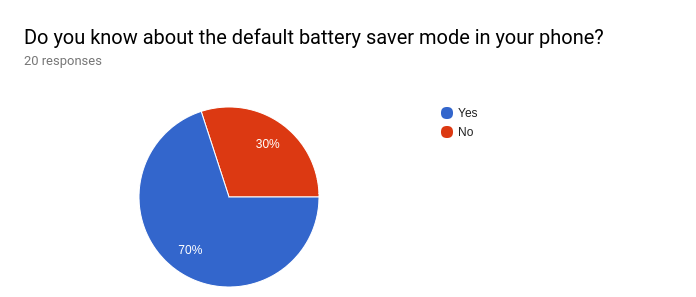 Do you know about the default battery saver mode in your phone?
20 responses
Yes
No
30%
70%